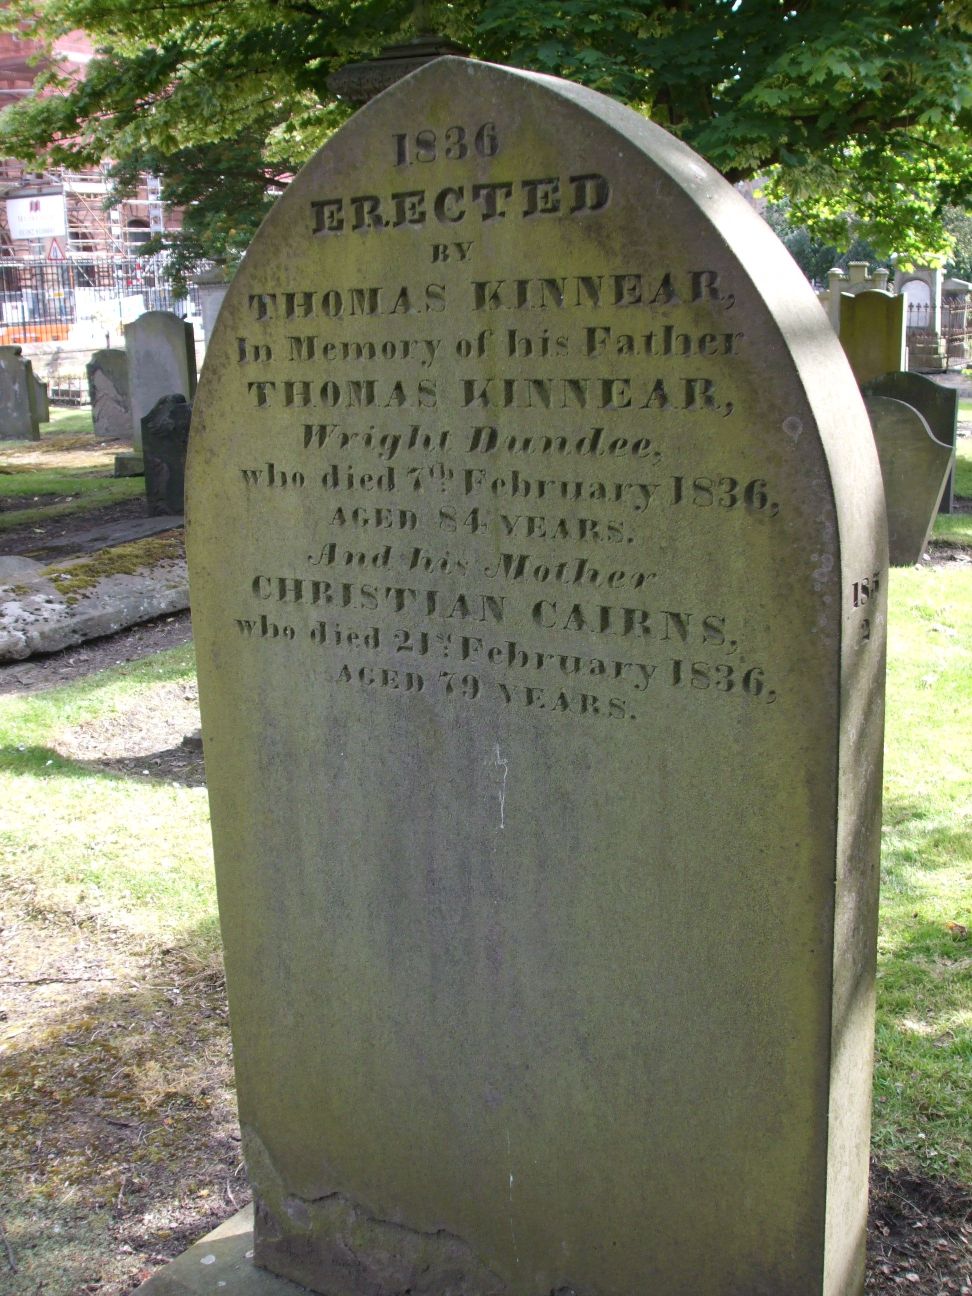 1836
ERECTED
BY
THOMAS KINNEAR,
In Memory of his Father
THOMAS KINNEAR,
Wright Dundee,
who died 7th February 1836,
AGED 84 YEARS.
And his Mother
CHRISTIAN CAIRNS,
who died 21st February 1836,
AGED 79 YEARS.